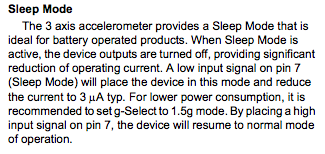 Sleep Mode
The 3 axis accelerometer provides a Sleep Mode that is
ideal for battery operated products. When Sleep Mode is
active, the device outputs are turned off, providing significant
reduction of operating current. A low input signal on pin 7
(Sleep Mode) will place the device in this mode and reduce
the current to 3 μA typ. For lower power consumption, it is
recommended to set g-Select to 1.5g mode. By placing a high
input signal on pin 7, the device will resume to normal mode
of operation.